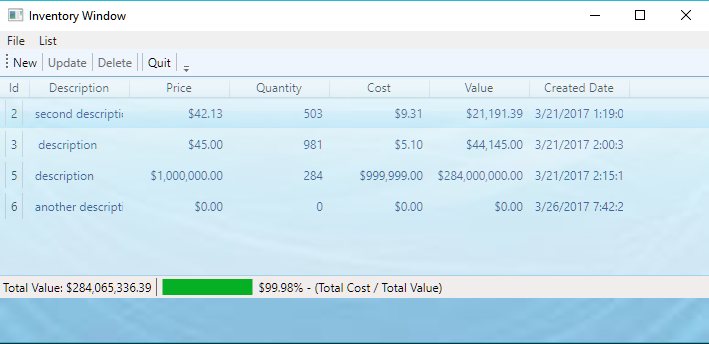 Inventory Window
File List
New Update Delete Quit
Id Description Price Quantity Cost Value Created Date
2 second descripti $42.13 503 $9.31 $21,191.39 3/21/2017 1:19:0
3 description $45.00 981 $5.10 $44,145.00 3/21/2017 2:00:3
5 description $1,000,000.00 284 $999,999.00 $284,000,000.00 3/21/2017 2:15:1
6 another descripti $0.00 0 $0.00 $0.00 3/26/2017 7:42:2
Total Value: $284,065,336.39 $99.98% - (Total Cost / Total Value)